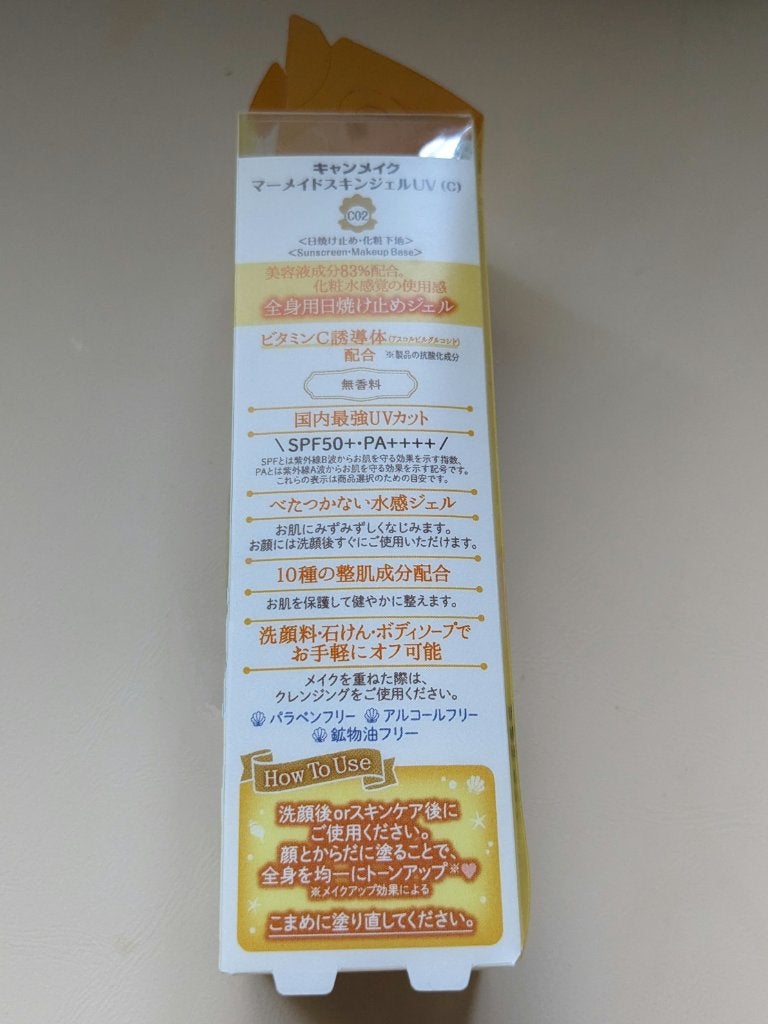 キャンメイク
マーメイドスキンジェルUV (C)
C02
<日焼け止め・化粧下地>
<Sunscreen・Makeup Base>
美容液成分83%配合。
化粧水感覚の使用感
全身用日焼け止めジェル
ビタミンC誘導体(アスコルビルグルコシド)
配合 ※製品の抗酸化成分
無香料
国内最強UVカット
\ SPF50+・PA++++ /
SPFとは紫外線B波からお肌を守る効果を示す指数、
PAとは紫外線A波からお肌を守る効果を示す記号です。
これらの表示は商品選択のための目安です。
べたつかない水感ジェル
お肌にみずみずしくなじみます。
お顔には洗顔後すぐにご使用いただけます。
10種の整肌成分配合
お肌を保護して健やかに整えます。
洗顔料・石けん・ボディソープで
お手軽にオフ可能
メイクを重ねた際は、
クレンジングをご使用ください。
パラベンフリー アルコールフリー
鉱物油フリー
How To Use
洗顔後orスキンケア後に
ご使用ください。
顔とからだに塗ることで、
全身を均一にトーンアップ※
※メイクアップ効果による
こまめに塗り直してください。